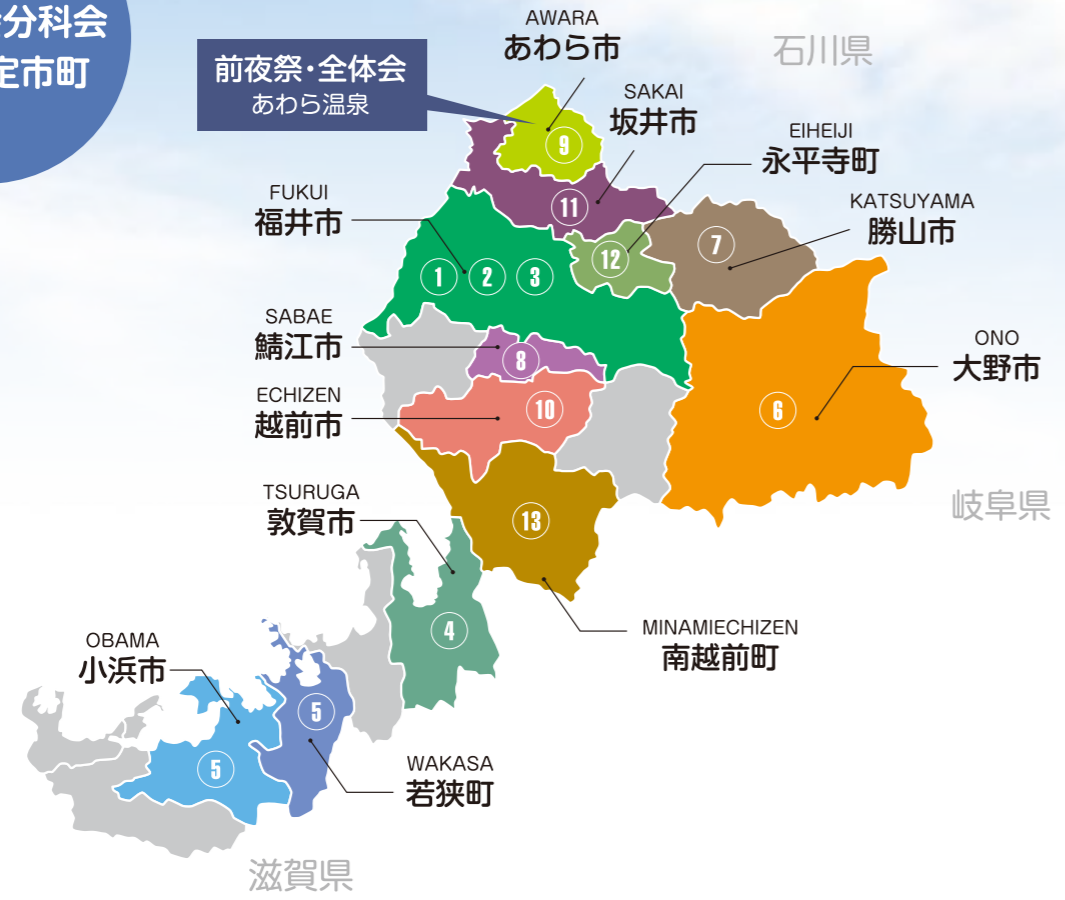 分科会
定市町
前夜祭・全体会
あわら温泉
AWARA
あわら市
石川県
SAKAI
坂井市
EIHEIJI
永平寺町
KATSUYAMA
勝山市
FUKUI
福井市
SABAE
鯖江市
ECHIZEN
越前市
ONO
大野市
岐阜県
TSURUGA
敦賀市
MINAMIECHIZEN
南越前町
OBAMA
小浜市
WAKASA
若狭町
滋賀県
9
11
12
7
1 2 3
8
10
6
13
4
5
5